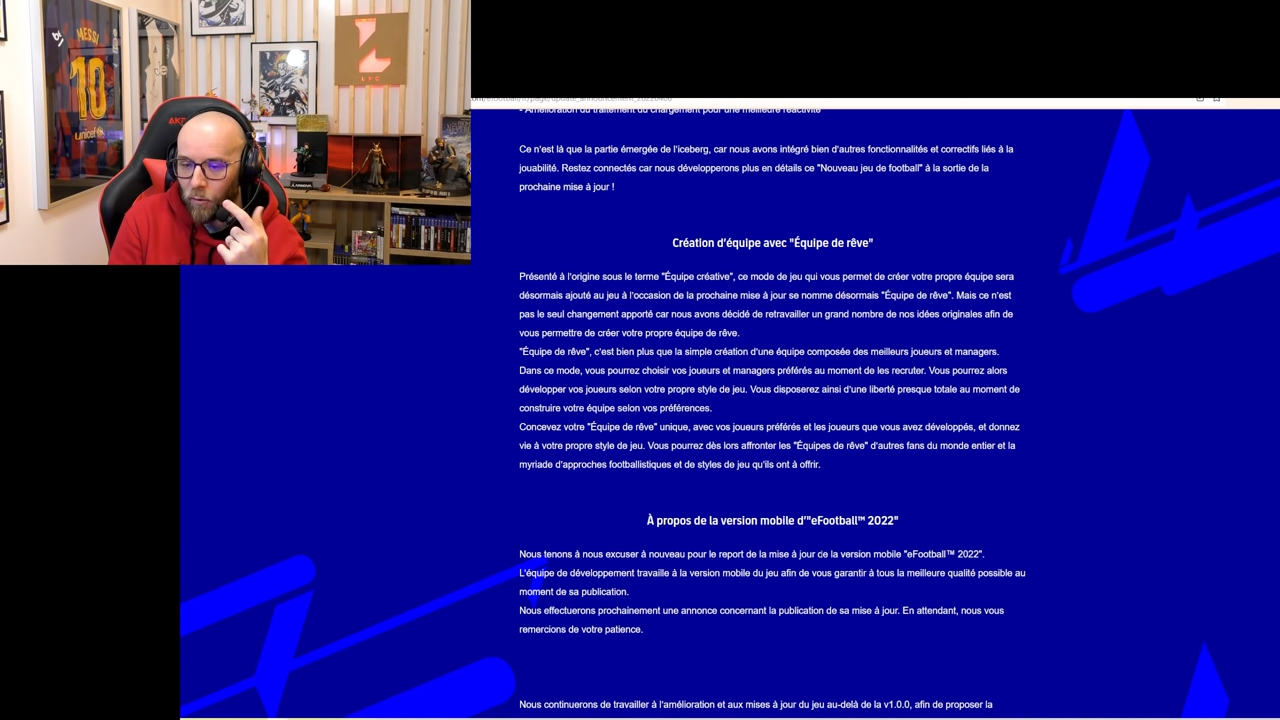 MESSI
10
unicef
LFC
- Amélioration du traitement du chargement pour une meilleure réactivité
Ce n'est là que la partie émergée de l'iceberg, car nous avons intégré bien d'autres fonctionnalités et correctifs liés à la
jouabilité. Restez connectés car nous développerons plus en détails ce "Nouveau jeu de football" à la sortie de la
prochaine mise à jour !
Création d'équipe avec "Équipe de rêve"
Présenté à l'origine sous le terme "Équipe créative", ce mode de jeu qui vous permet de créer votre propre équipe sera
désormais ajouté au jeu à l'occasion de la prochaine mise à jour se nomme désormais "Équipe de rêve". Mais ce n'est
pas le seul changement apporté car nous avons décidé de retravailler un grand nombre de nos idées originales afin de
vous permettre de créer votre propre équipe de rêve.
"Équipe de rêve", c'est bien plus que la simple création d'une équipe composée des meilleurs joueurs et managers.
Dans ce mode, vous pourrez choisir vos joueurs et managers préférés au moment de les recruter. Vous pourrez alors
développer vos joueurs selon votre propre style de jeu. Vous disposerez ainsi d'une liberté presque totale au moment de
construire votre équipe selon vos préférences.
Concevez votre "Équipe de rêve" unique, avec vos joueurs préférés et les joueurs que vous avez développés, et donnez
vie à votre propre style de jeu. Vous pourrez dès lors affronter les "Équipes de rêve" d'autres fans du monde entier et la
myriade d'approches footballistiques et de styles de jeu qu'ils ont à offrir.
À propos de la version mobile d'"eFootball™ 2022"
Nous tenons à nous excuser à nouveau pour le report de la mise à jour de la version mobile "eFootball™ 2022".
L'équipe de développement travaille à la version mobile du jeu afin de vous garantir à tous la meilleure qualité possible au
moment de sa publication.
Nous effectuerons prochainement une annonce concernant la publication de sa mise à jour. En attendant, nous vous
remercions de votre patience.
Nous continuerons de travailler à l'amélioration et aux mises à jour du jeu au-delà de la v1.0.0, afin de proposer la